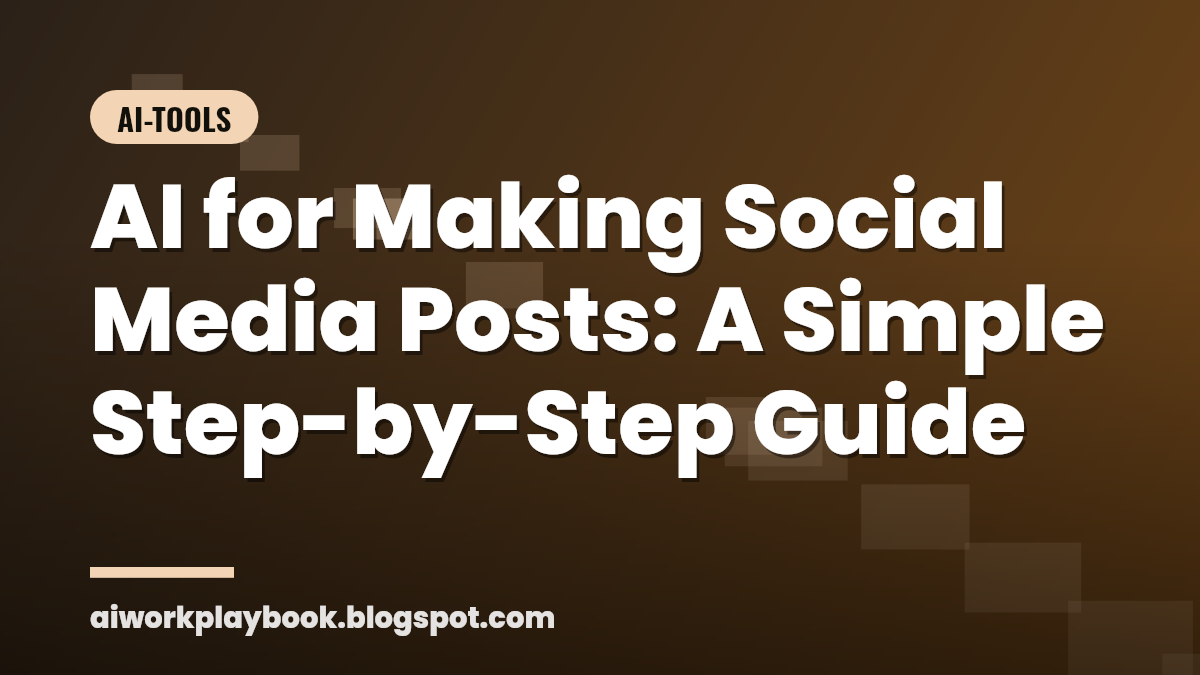 AI-TOOLS
AI for Making Social
Media Posts: A Simple
Step-by-Step Guide
aiworkplaybook.blogspot.com